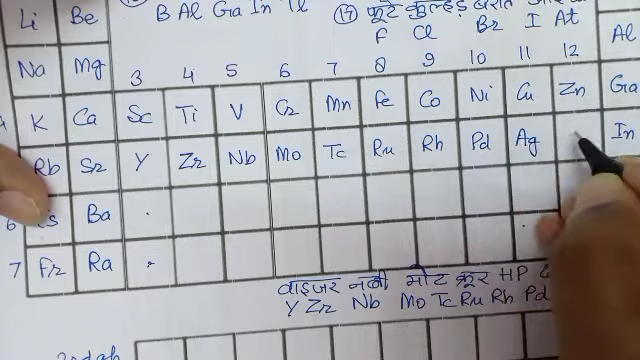 B Al Ga In Tl
17 फूटे कुल्हड़
F Cl Br I At
Li Be Al
Na Mg 3 4 5 6 7 8 9 10 11 12
K Ca Sc Ti V Cr Mn Fe Co Ni Cu Zn Ga
Rb Sr Y Zr Nb Mo Tc Ru Rh Pd Ag In
6 Cs Ba
7 Fr Ra
वाइजर नब्बी मोट क्रूर HP
Y Zr Nb Mo Tc Ru Rh Pd